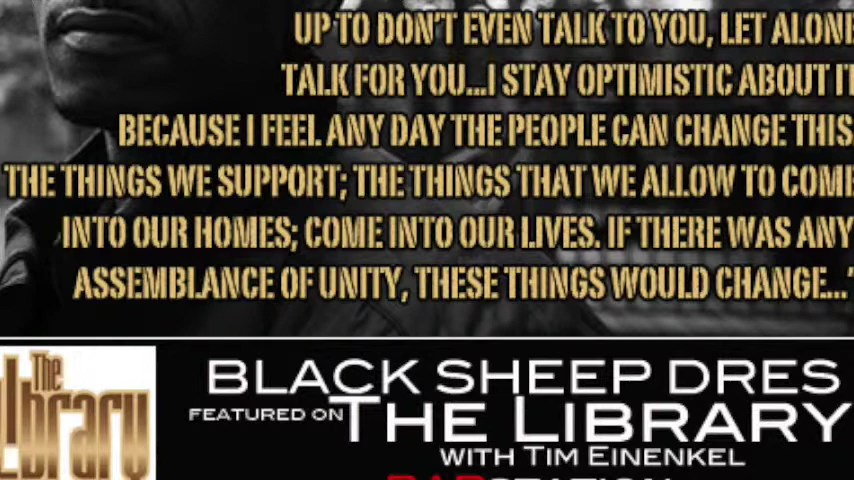 UP TO DON'T EVEN TALK TO YOU, LET ALONE
TALK FOR YOU...I STAY OPTIMISTIC ABOUT IT
BECAUSE I FEEL ANY DAY THE PEOPLE CAN CHANGE THIS.
THE THINGS WE SUPPORT; THE THINGS THAT WE ALLOW TO COME
INTO OUR HOMES; COME INTO OUR LIVES. IF THERE WAS ANY
ASSEMBLANCE OF UNITY, THESE THINGS WOULD CHANGE..."
The Library
BLACK SHEEP DRES
FEATURED ON THE LIBRARY
WITH TIM EINENKEL
RAPSTATION